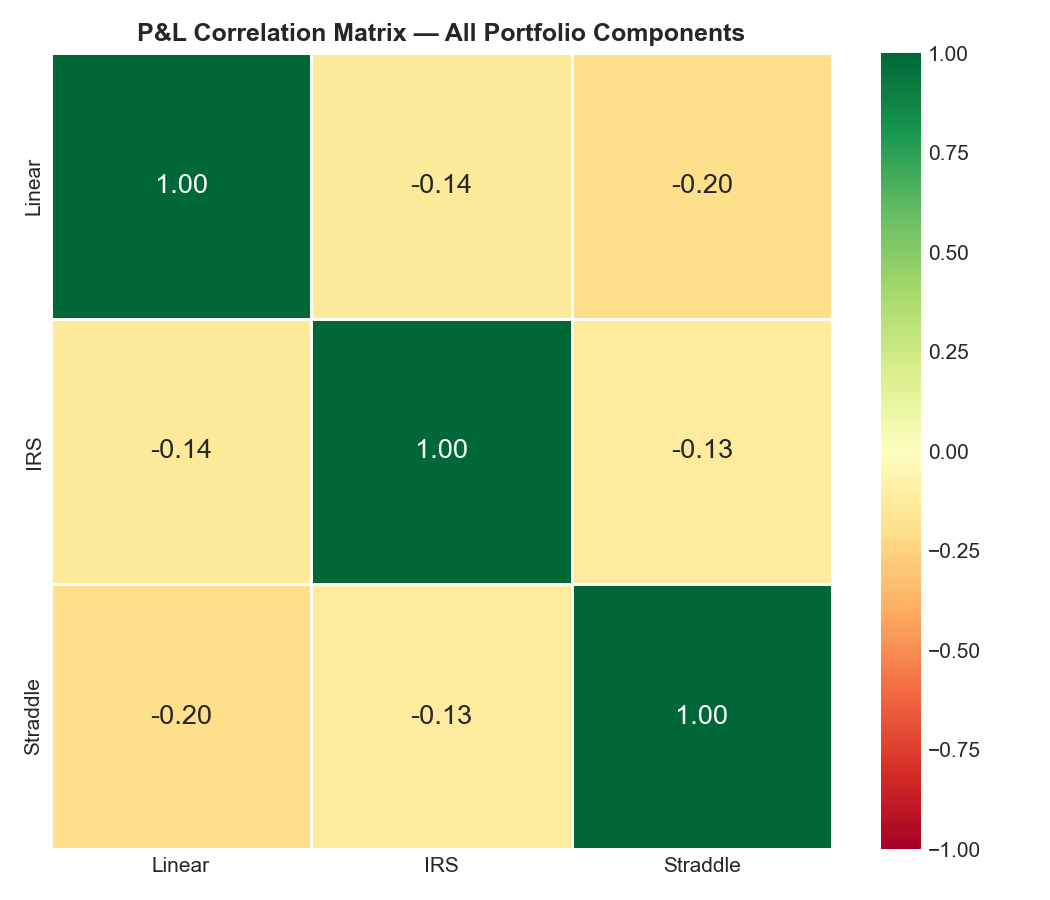 P&L Correlation Matrix — All Portfolio Components
Linear
1.00
-0.14
-0.20
IRS
-0.14
1.00
-0.13
Straddle
-0.20
-0.13
1.00
Linear
IRS
Straddle
1.00
0.75
0.50
0.25
0.00
−0.25
−0.50
−0.75
−1.00